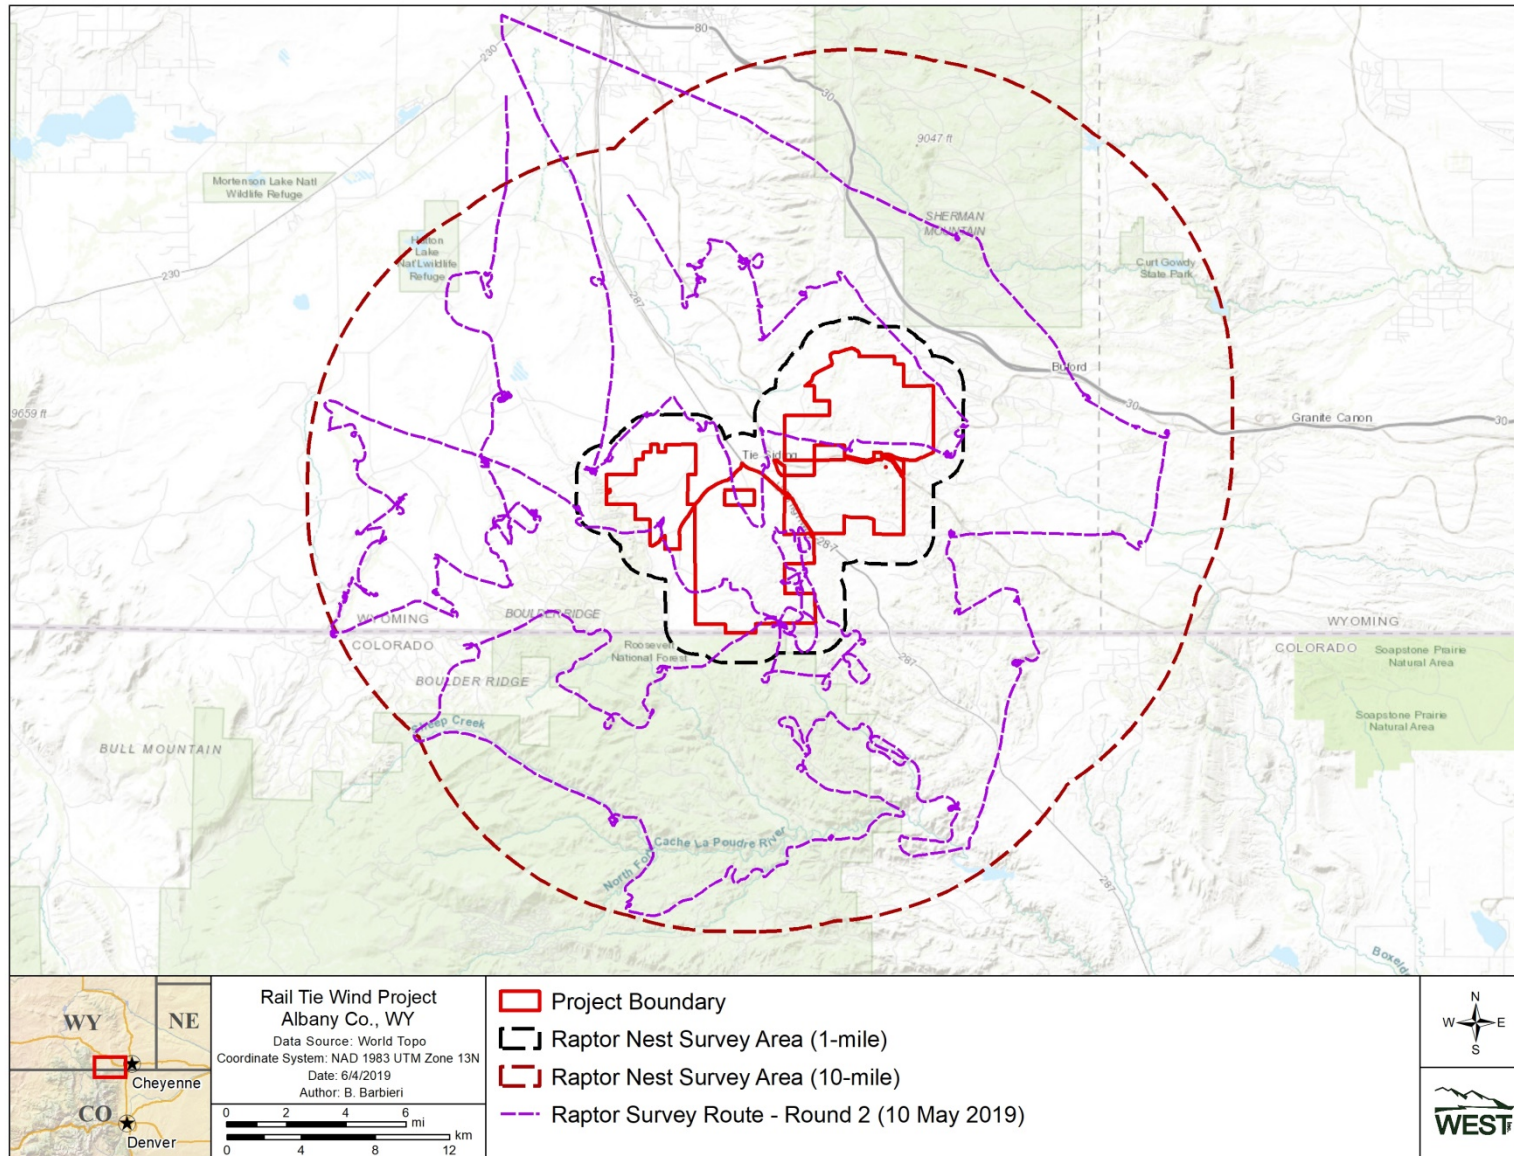 80
230
30
9047 ft
Mortenson Lake Natl
Wildlife Refuge
SHERMAN
MOUNTAIN
Hutton
Lake
Nat'l wildlife
Refuge
230
Curt Gowdy
State Park
287
Buford
9659 ft
30
Granite Canon
30
Tie Siding
287
WYOMING
BOULDER RIDGE
WYOMING
COLORADO
Roosevelt
National Forest
287
COLORADO
Soapstone Prairie
Natural Area
BOULDER RIDGE
Sheep Creek
Soapstone Prairie
Natural Area
BULL MOUNTAIN
North Fork Cache La Poudre River
287
Boxelder
WY
NE
Cheyenne
CO
Denver
Rail Tie Wind Project
Albany Co., WY
Data Source: World Topo
Coordinate System: NAD 1983 UTM Zone 13N
Date: 6/4/2019
Author: B. Barbieri
0 2 4 6
mi
km
0 4 8 12
Project Boundary
Raptor Nest Survey Area (1-mile)
Raptor Nest Survey Area (10-mile)
Raptor Survey Route - Round 2 (10 May 2019)
N
W E
S
WEST